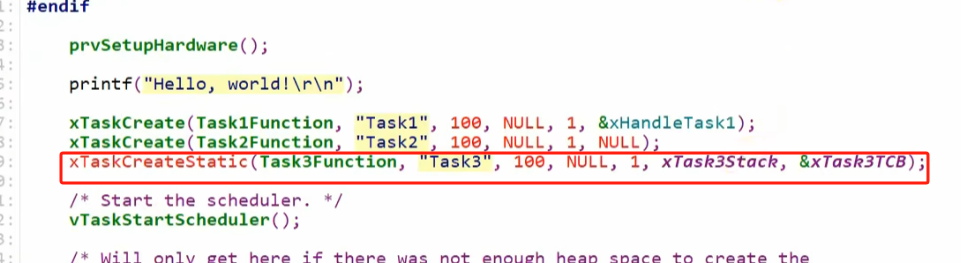 #endif
prvSetupHardware();
printf("Hello, world!\r\n");
xTaskCreate(Task1Function, "Task1", 100, NULL, 1, &xHandleTask1);
xTaskCreate(Task2Function, "Task2", 100, NULL, 1, NULL);
xTaskCreateStatic(Task3Function, "Task3", 100, NULL, 1, xTask3Stack, &xTask3TCB);
/* Start the scheduler. */
vTaskStartScheduler();
/* Will only get here if there was not enough heap space to create the